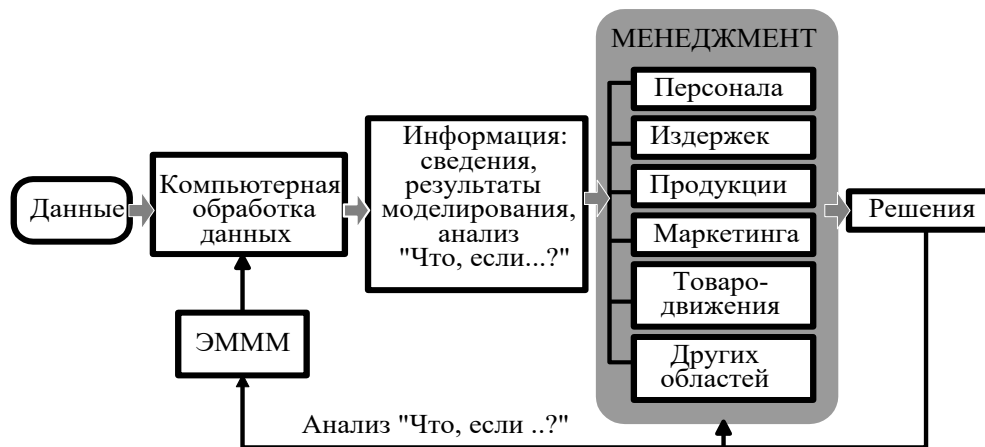 МЕНЕДЖМЕНТ
Персонала
Издержек
Продукции
Маркетинга
Товаро-
движения
Других
областей
Данные
Компьютерная
обработка
данных
Информация:
сведения,
результаты
моделирования,
анализ
"Что, если...?"
Решения
ЭМММ
Анализ "Что, если ..?"